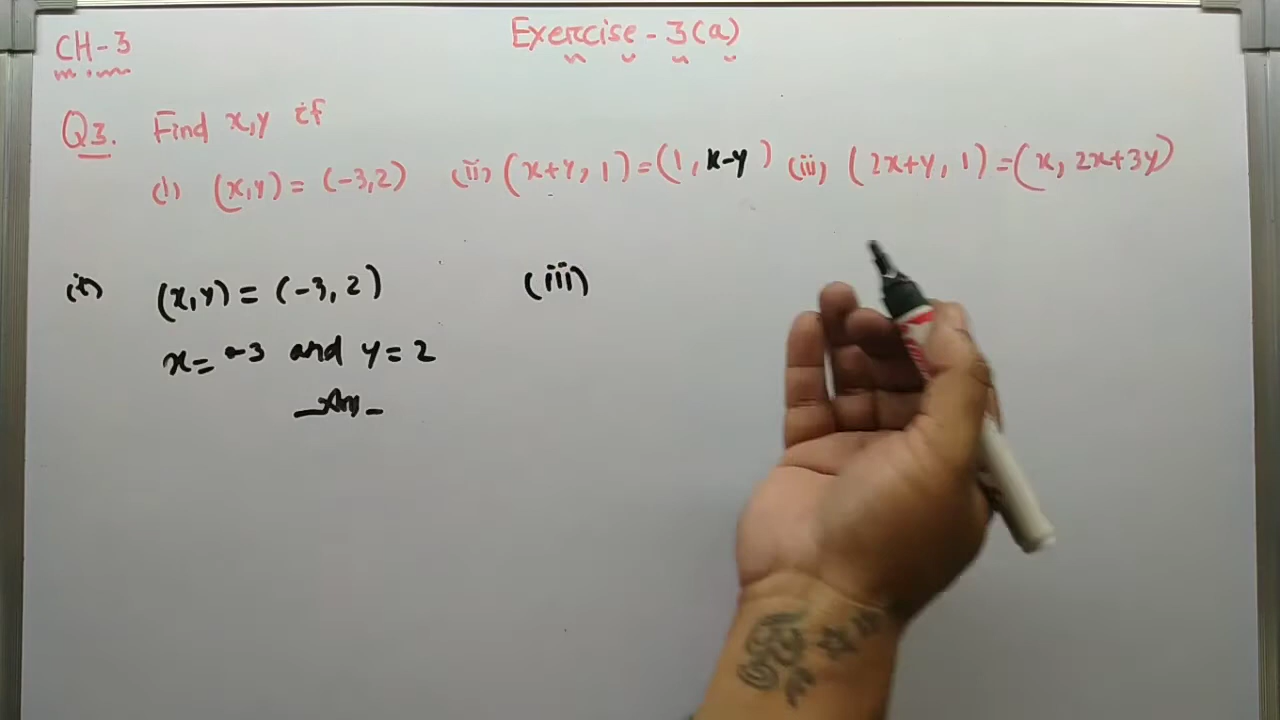 CH-3
Exercise - 3(a)
Q3. Find x,y if
(i) (x,y) = (-3,2) (ii) (x+y, 1) = (1, x-y) (iii) (2x+y, 1) = (x, 2x+3y)
(i) (x,y) = (-3, 2)
x = -3 and y = 2
Ans
(iii)